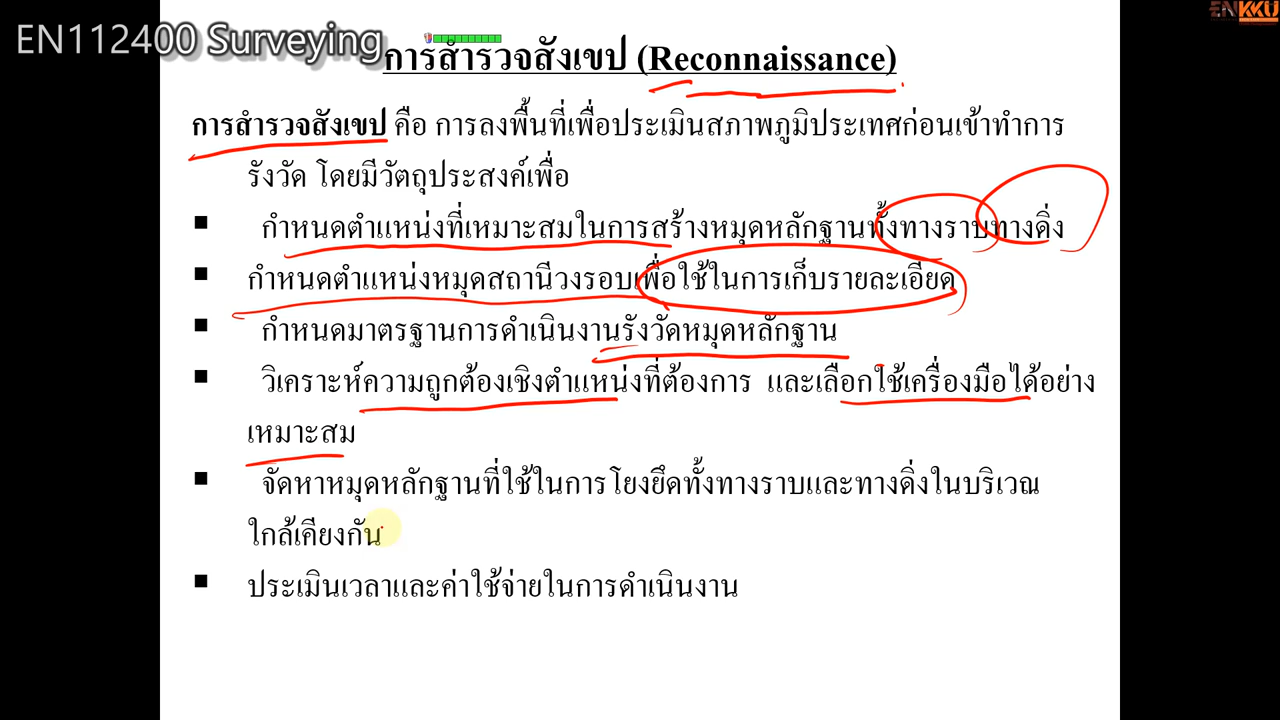 EN112400 Surveying
ENKKU
การสำรวจสังเขป (Reconnaissance)
การสำรวจสังเขป คือ การลงพื้นที่เพื่อประเมินสภาพภูมิประเทศก่อนเข้าทำการ
รังวัด โดยมีวัตถุประสงค์เพื่อ
▪ กำหนดตำแหน่งที่เหมาะสมในการสร้างหมุดหลักฐานทั้งทางราบทางดิ่ง
▪ กำหนดตำแหน่งหมุดสถานีวงรอบเพื่อใช้ในการเก็บรายละเอียด
▪ กำหนดมาตรฐานการดำเนินงานรังวัดหมุดหลักฐาน
▪ วิเคราะห์ความถูกต้องเชิงตำแหน่งที่ต้องการ และเลือกใช้เครื่องมือได้อย่าง
เหมาะสม
▪ จัดหาหมุดหลักฐานที่ใช้ในการโยงยึดทั้งทางราบและทางดิ่งในบริเวณ
ใกล้เคียงกัน
▪ ประเมินเวลาและค่าใช้จ่ายในการดำเนินงาน